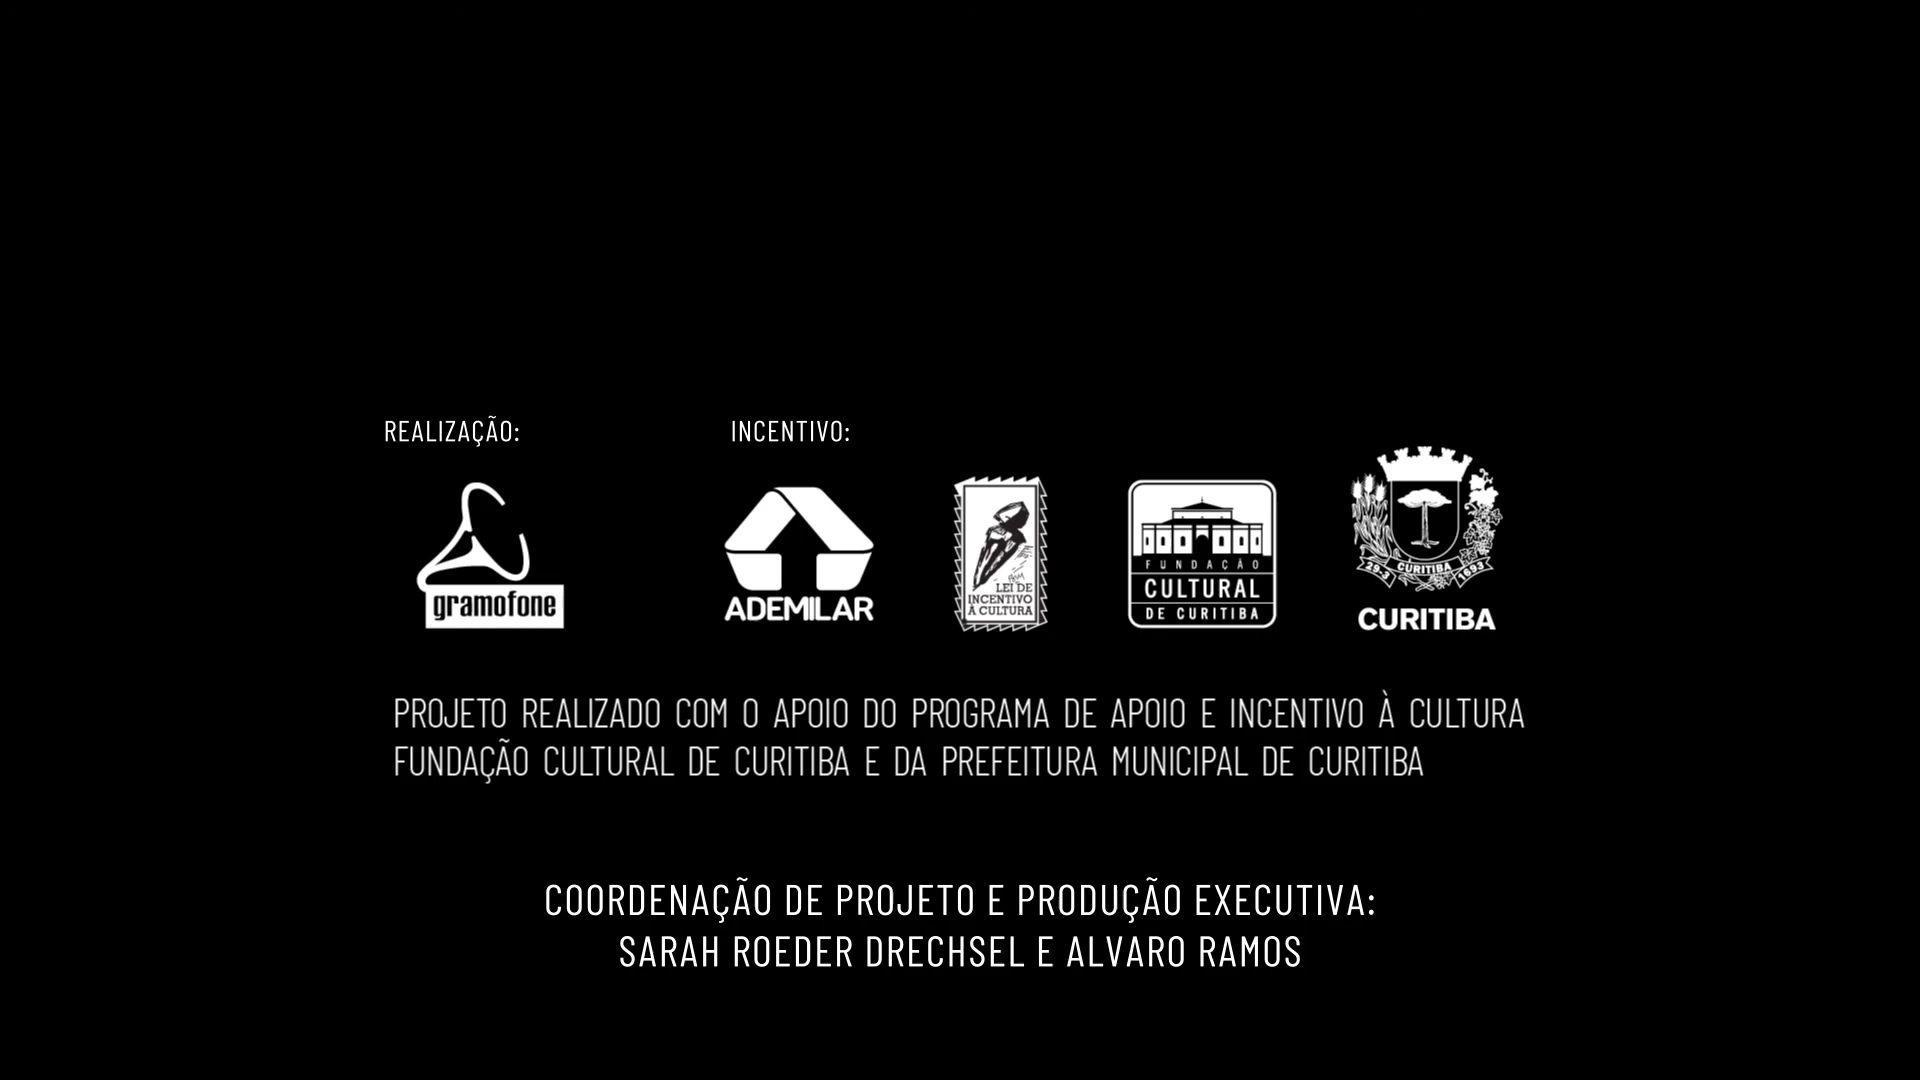 REALIZAÇÃO:
INCENTIVO:
gramofone
ADEMILAR
LEI DE
INCENTIVO
À CULTURA
FUNDAÇÃO
CULTURAL
DE CURITIBA
29-3
CURITIBA
1693
CURITIBA
PROJETO REALIZADO COM O APOIO DO PROGRAMA DE APOIO E INCENTIVO À CULTURA
FUNDAÇÃO CULTURAL DE CURITIBA E DA PREFEITURA MUNICIPAL DE CURITIBA
COORDENAÇÃO DE PROJETO E PRODUÇÃO EXECUTIVA:
SARAH ROEDER DRECHSEL E ALVARO RAMOS